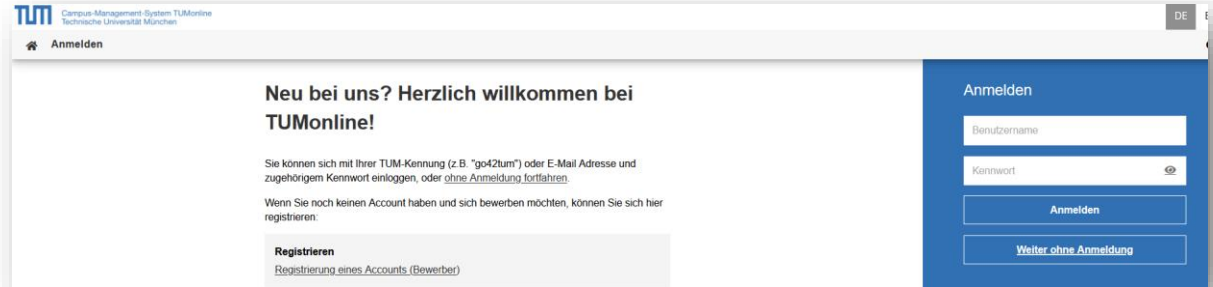 TUM
Campus-Management-System TUMonline
Technische Universität München
DE
Anmelden
Neu bei uns? Herzlich willkommen bei
TUMonline!
Sie können sich mit Ihrer TUM-Kennung (z.B. "go42tum") oder E-Mail Adresse und
zugehörigem Kennwort einloggen, oder ohne Anmeldung fortfahren.
Wenn Sie noch keinen Account haben und sich bewerben möchten, können Sie sich hier
registrieren:
Registrieren
Registrierung eines Accounts (Bewerber)
Anmelden
Benutzername
Kennwort
Anmelden
Weiter ohne Anmeldung